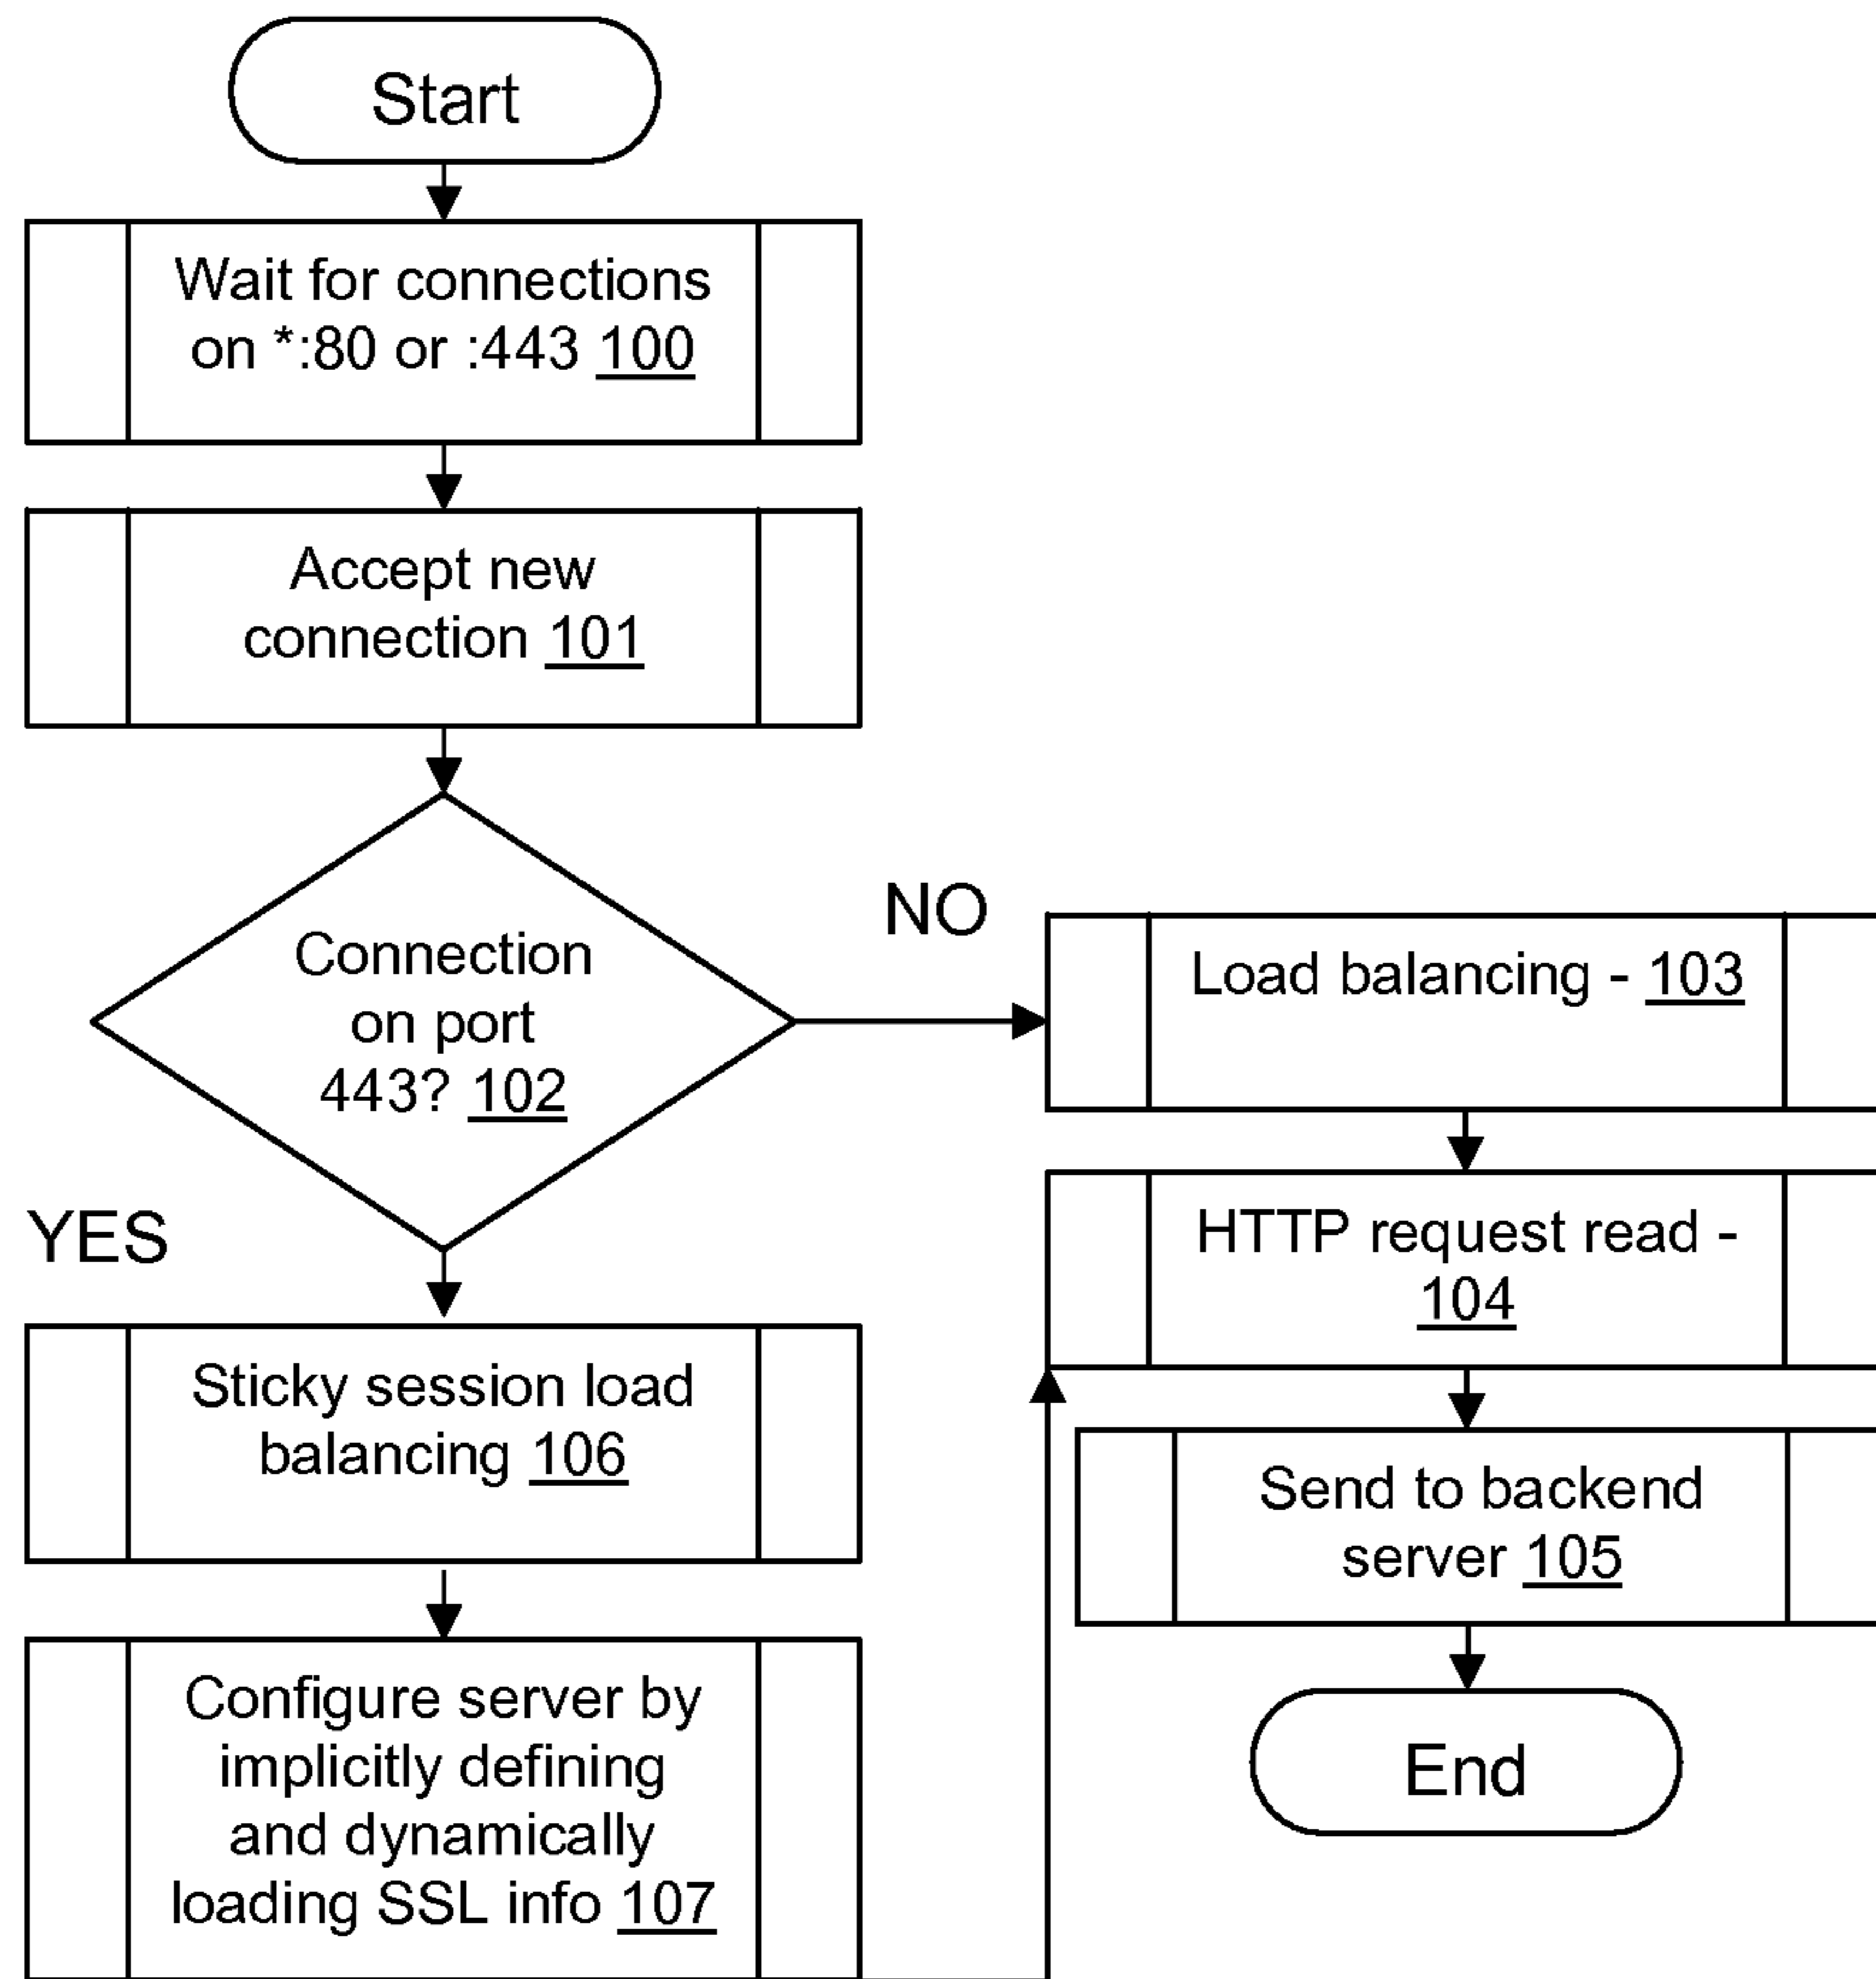 Start
Wait for connections
on *:80 or :443 100
Accept new
connection 101
Connection
on port
443? 102
NO
YES
Load balancing - 103
HTTP request read -
104
Send to backend
server 105
End
Sticky session load
balancing 106
Configure server by
implicitly defining
and dynamically
loading SSL info 107